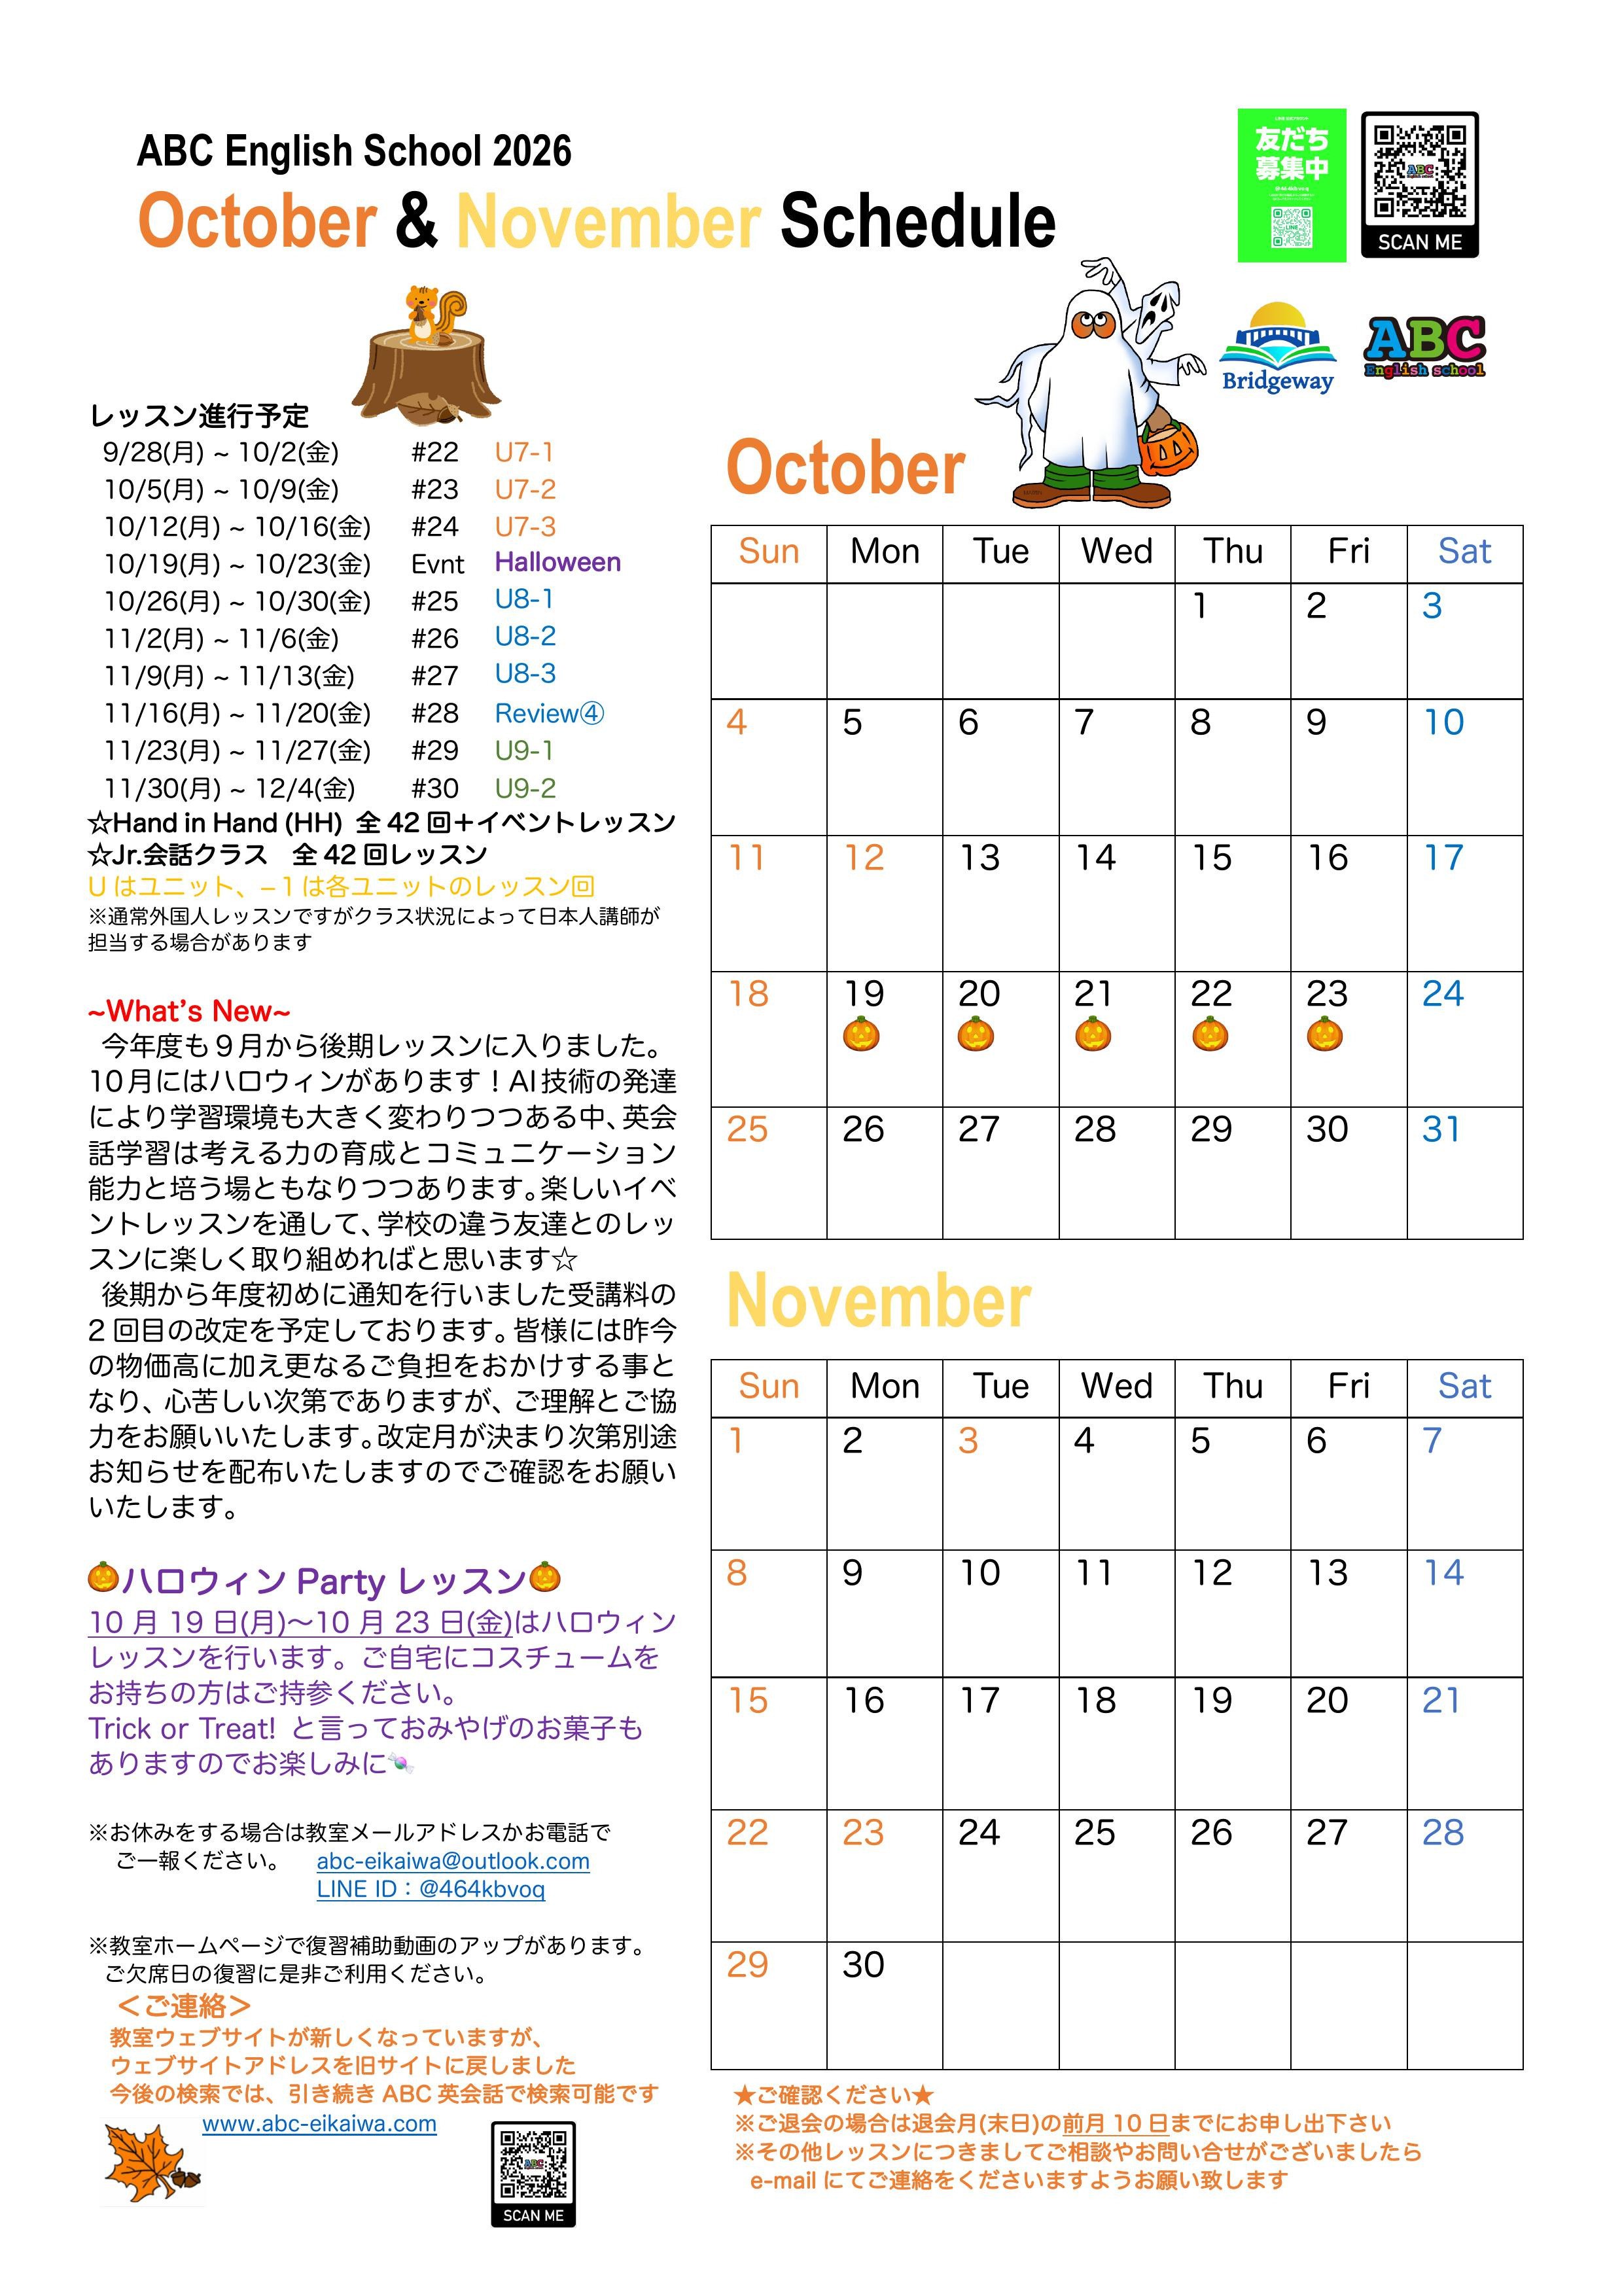 ABC English School 2026
October & November Schedule
友だち
募集中
SCAN ME
Bridgeway
ABC
English school
レッスン進行予定
9/28(月) ~ 10/2(金) #22 U7-1
10/5(月) ~ 10/9(金) #23 U7-2
10/12(月) ~ 10/16(金) #24 U7-3
10/19(月) ~ 10/23(金) Evnt Halloween
10/26(月) ~ 10/30(金) #25 U8-1
11/2(月) ~ 11/6(金) #26 U8-2
11/9(月) ~ 11/13(金) #27 U8-3
11/16(月) ~ 11/20(金) #28 Review④
11/23(月) ~ 11/27(金) #29 U9-1
11/30(月) ~ 12/4(金) #30 U9-2
☆Hand in Hand (HH) 全 42 回＋イベントレッスン
☆Jr.会話クラス 全 42 回レッスン
U はユニット、–１は各ユニットのレッスン回
※通常外国人レッスンですがクラス状況によって日本人講師が
担当する場合があります
~What's New~
今年度も９月から後期レッスンに入りました。
10月にはハロウィンがあります！AI技術の発達
により学習環境も大きく変わりつつある中、英会
話学習は考える力の育成とコミュニケーション
能力と培う場ともなりつつあります。楽しいイベ
ントレッスンを通して、学校の違う友達とのレッ
スンに楽しく取り組めればと思います☆
後期から年度初めに通知を行いました受講料の
2 回目の改定を予定しております。皆様には昨今
の物価高に加え更なるご負担をおかけする事と
なり、心苦しい次第でありますが、ご理解とご協
力をお願いいたします。改定月が決まり次第別途
お知らせを配布いたしますのでご確認をお願い
いたします。
🎃ハロウィン Party レッスン🎃
10 月 19 日(月)～10 月 23 日(金)はハロウィン
レッスンを行います。ご自宅にコスチュームを
お持ちの方はご持参ください。
Trick or Treat! と言っておみやげのお菓子も
ありますのでお楽しみに🍬
※お休みをする場合は教室メールアドレスかお電話で
ご一報ください。 abc-eikaiwa@outlook.com
LINE ID：@464kbvoq
※教室ホームページで復習補助動画のアップがあります。
ご欠席日の復習に是非ご利用ください。
＜ご連絡＞
教室ウェブサイトが新しくなっていますが、
ウェブサイトアドレスを旧サイトに戻しました
今後の検索では、引き続き ABC 英会話で検索可能です
www.abc-eikaiwa.com
ABC
SCAN ME
October
Sun Mon Tue Wed Thu Fri Sat
1 2 3
4 5 6 7 8 9 10
11 12 13 14 15 16 17
18 19 20 21 22 23 24
🎃 🎃 🎃 🎃 🎃
25 26 27 28 29 30 31
November
Sun Mon Tue Wed Thu Fri Sat
1 2 3 4 5 6 7
8 9 10 11 12 13 14
15 16 17 18 19 20 21
22 23 24 25 26 27 28
29 30
★ご確認ください★
※ご退会の場合は退会月(末日)の前月 10 日までにお申し出下さい
※その他レッスンにつきましてご相談やお問い合せがございましたら
e-mail にてご連絡をくださいますようお願い致します